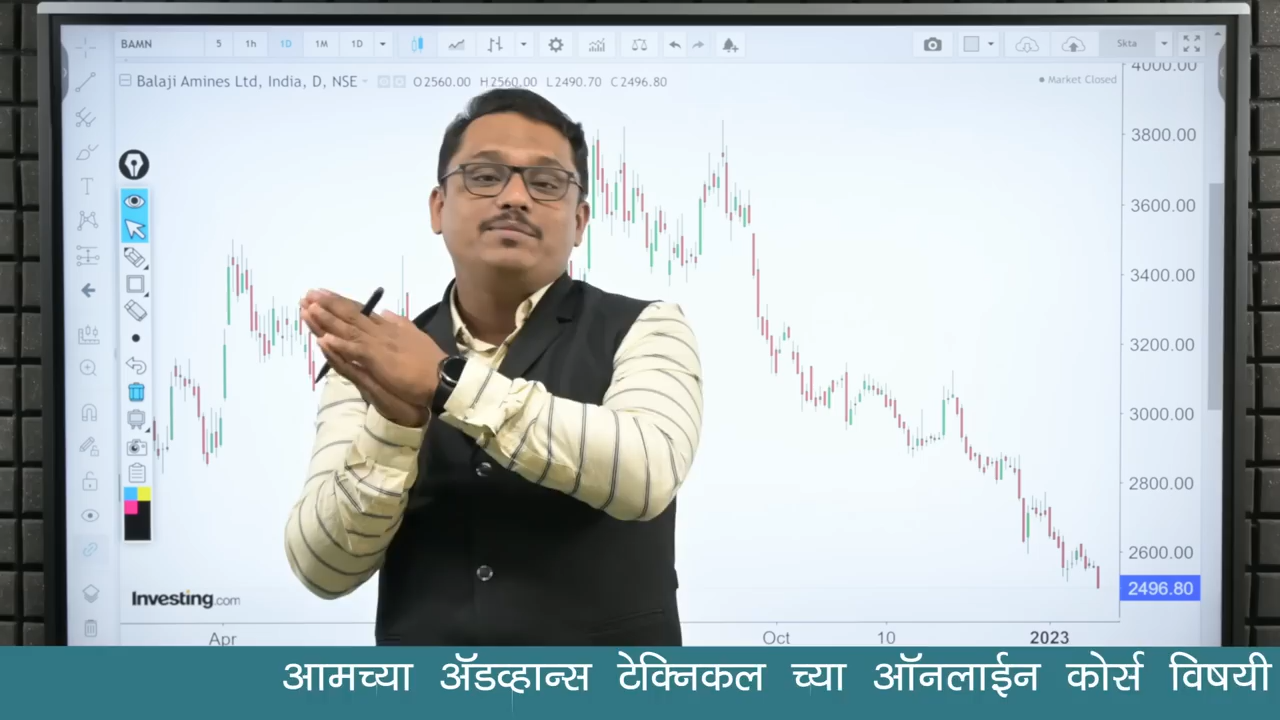 BAMN 5 1h 1D 1M 1D 5kta
Balaji Amines Ltd, India, D, NSE O2560.00 H2560.00 L2490.70 C2496.80
Market Closed
4000.00
3800.00
3600.00
3400.00
3200.00
3000.00
2800.00
2600.00
2496.80
Investing.com
Apr Oct 10 2023
आमच्या ॲडव्हान्स टेक्निकल च्या ऑनलाईन कोर्स विषयी